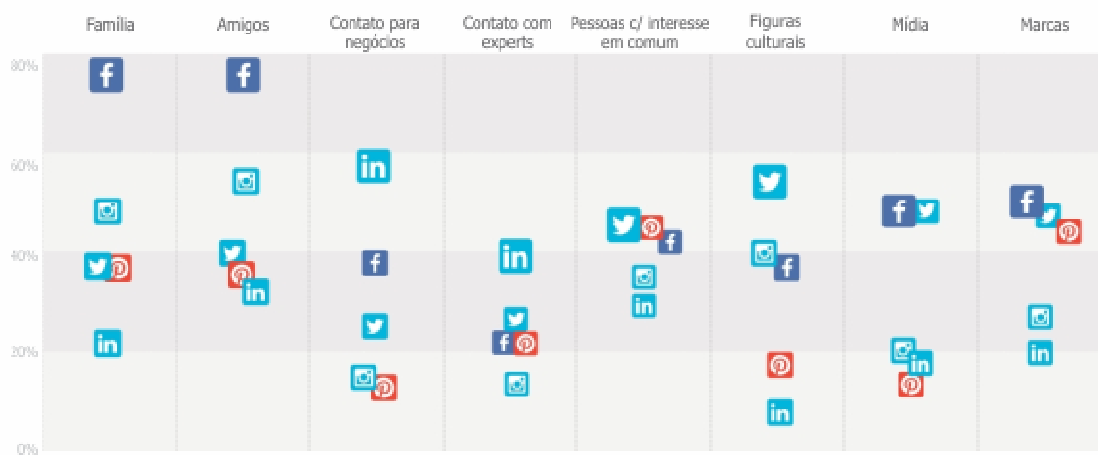 Família
Amigos
Contato para
negócios
Contato com
experts
Pessoas c/ interesse
em comum
Figuras
culturais
Mídia
Marcas
80%
60%
40%
20%
0%